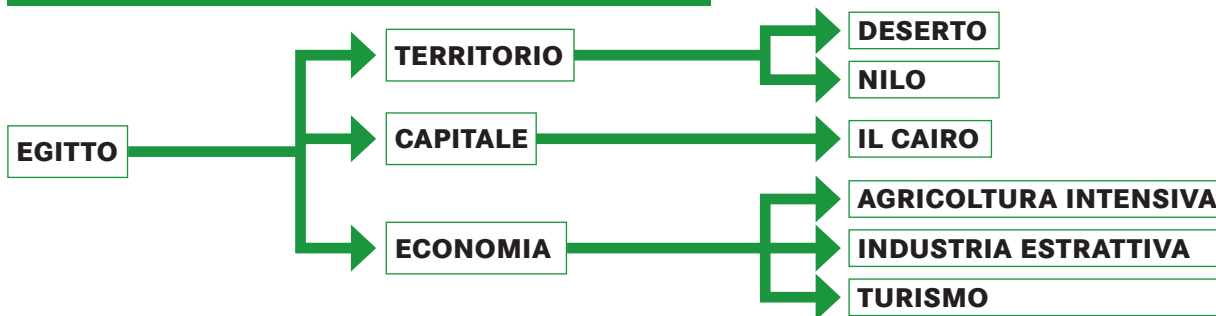 EGITTO
TERRITORIO
DESERTO
NILO
CAPITALE
IL CAIRO
ECONOMIA
AGRICOLTURA INTENSIVA
INDUSTRIA ESTRATTIVA
TURISMO